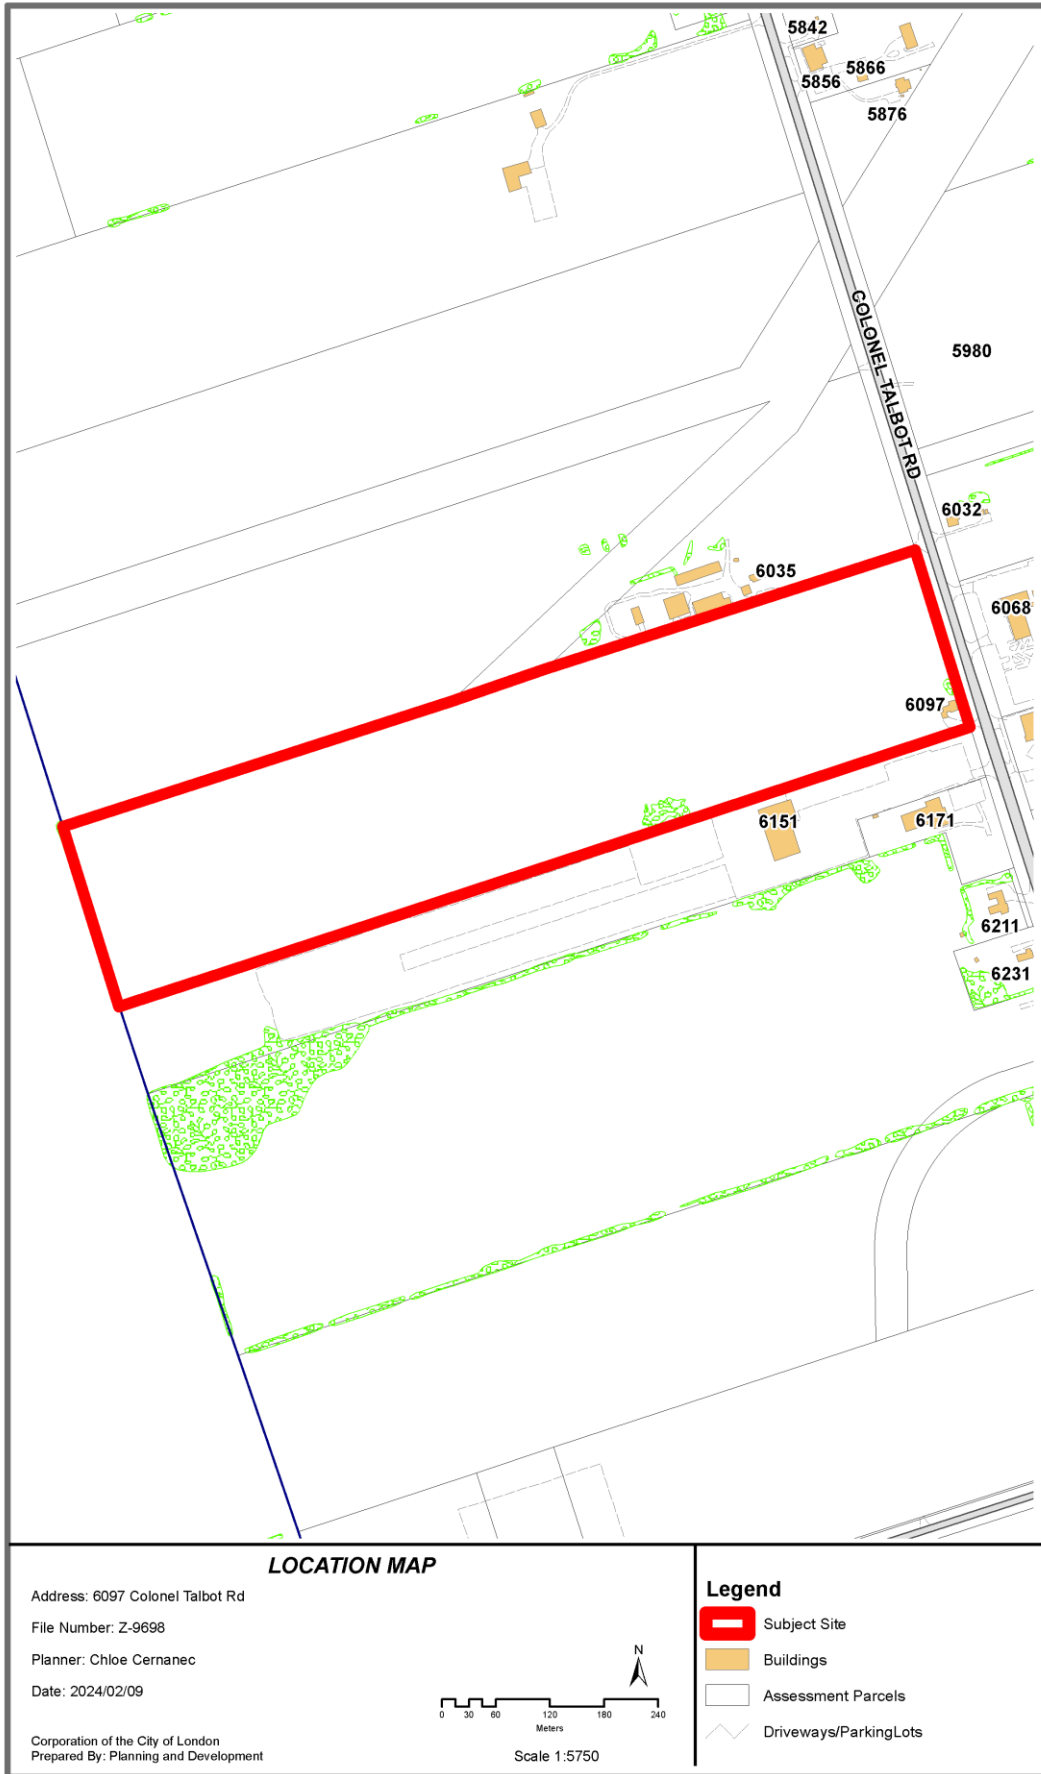 5842
5866
5856
5876
COLONEL TALBOT RD
5980
6032
6035
6068
6097
6151
6171
6211
6231
LOCATION MAP
Address: 6097 Colonel Talbot Rd
File Number: Z-9698
Planner: Chloe Cernanec
Date: 2024/02/09
Corporation of the City of London
Prepared By: Planning and Development
N
0 30 60 120 180 240
Meters
Scale 1:5750
Legend
Subject Site
Buildings
Assessment Parcels
Driveways/ParkingLots